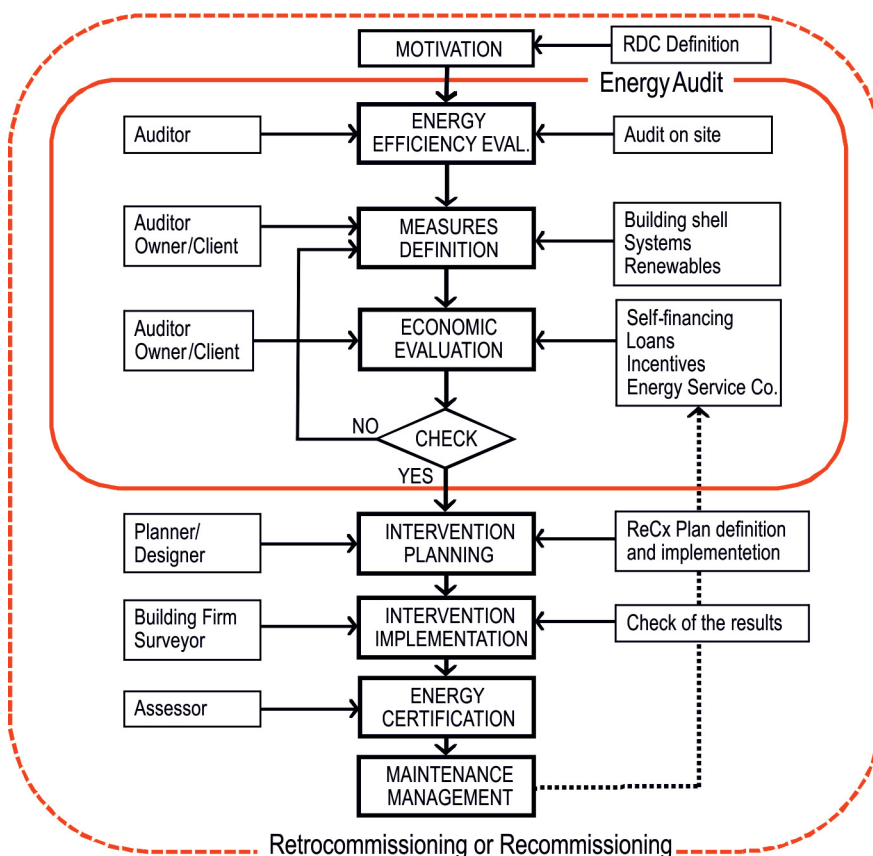 MOTIVATION
RDC Definition
Energy Audit
Auditor
ENERGY
EFFICIENCY EVAL.
Audit on site
Auditor
Owner/Client
MEASURES
DEFINITION
Building shell
Systems
Renewables
Auditor
Owner/Client
ECONOMIC
EVALUATION
Self-financing
Loans
Incentives
Energy Service Co.
NO
CHECK
YES
Planner/
Designer
INTERVENTION
PLANNING
ReCx Plan definition
and implementetion
Building Firm
Surveyor
INTERVENTION
IMPLEMENTATION
Check of the results
Assessor
ENERGY
CERTIFICATION
MAINTENANCE
MANAGEMENT
Retrocommissioning or Recommissioning